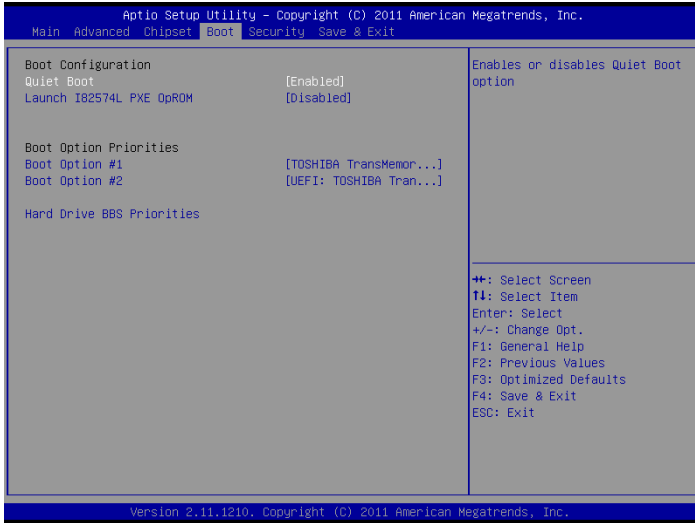 Aptio Setup Utility – Copyright (C) 2011 American Megatrends, Inc.
Main Advanced Chipset Boot Security Save & Exit
Boot Configuration
Quiet Boot [Enabled]
Launch I82574L PXE OpROM [Disabled]
Boot Option Priorities
Boot Option #1 [TOSHIBA TransMemor...]
Boot Option #2 [UEFI: TOSHIBA Tran...]
Hard Drive BBS Priorities
Enables or disables Quiet Boot
option
→←: Select Screen
↑↓: Select Item
Enter: Select
+/-: Change Opt.
F1: General Help
F2: Previous Values
F3: Optimized Defaults
F4: Save & Exit
ESC: Exit
Version 2.11.1210. Copyright (C) 2011 American Megatrends, Inc.